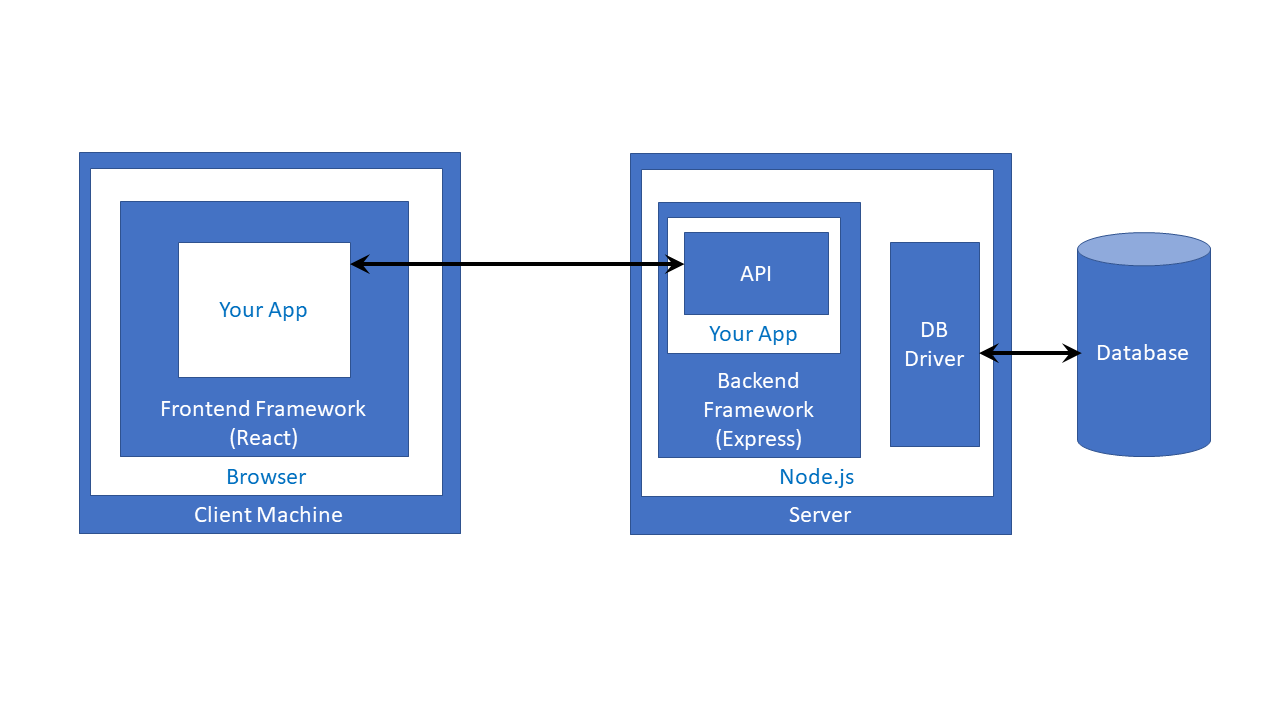 Your App
Frontend Framework
(React)
Browser
Client Machine
API
Your App
Backend
Framework
(Express)
DB
Driver
Node.js
Server
Database